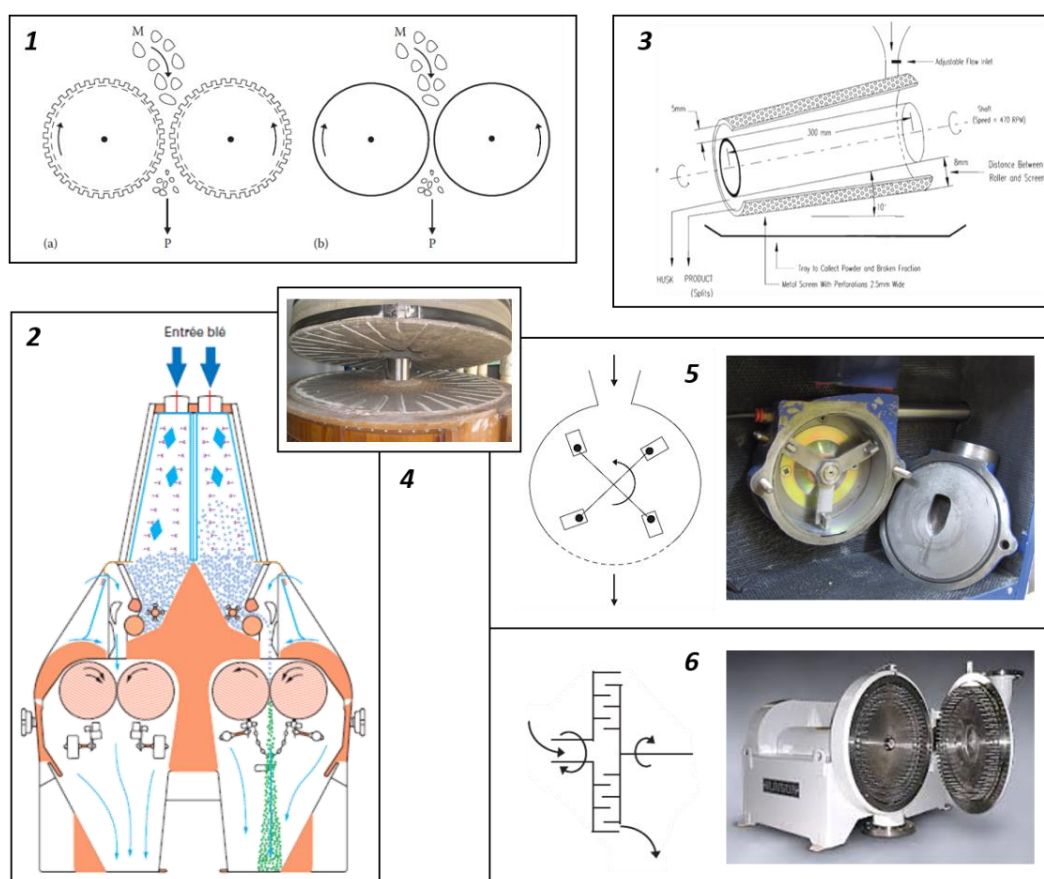 1
M
M
(a)
P
(b)
P
3
Adjustable Flow inlet
5mm
300 mm
Shaft
(Speed = 470 RPM)
8mm
Distance Between
Roller and Screen
10°
Tray to Collect Powder and Broken Fraction
HUSK
PRODUCT
(Splits)
Metal Screen With Perforations 2.5mm Wide
2
Entrée blé
4
5
6